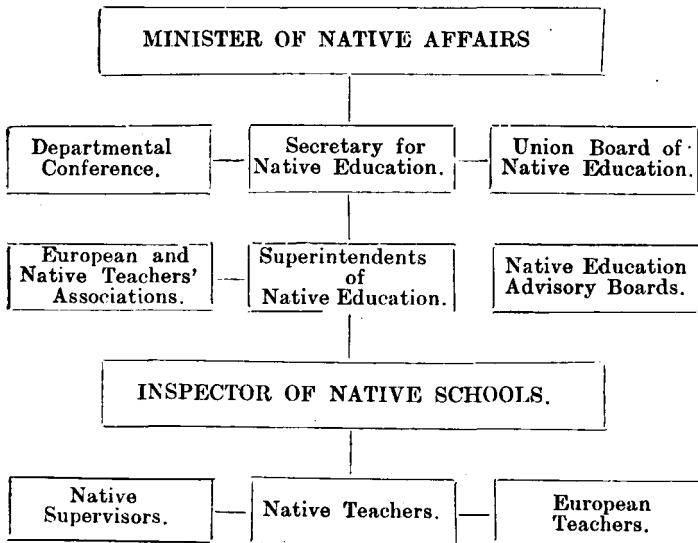 MINISTER OF NATIVE AFFAIRS
Departmental
Conference.
Secretary for
Native Education.
Union Board of
Native Education.
European and
Native Teachers'
Associations.
Superintendents
of
Native Education.
Native Education
Advisory Boards.
INSPECTOR OF NATIVE SCHOOLS.
Native
Supervisors.
Native Teachers.
European
Teachers.